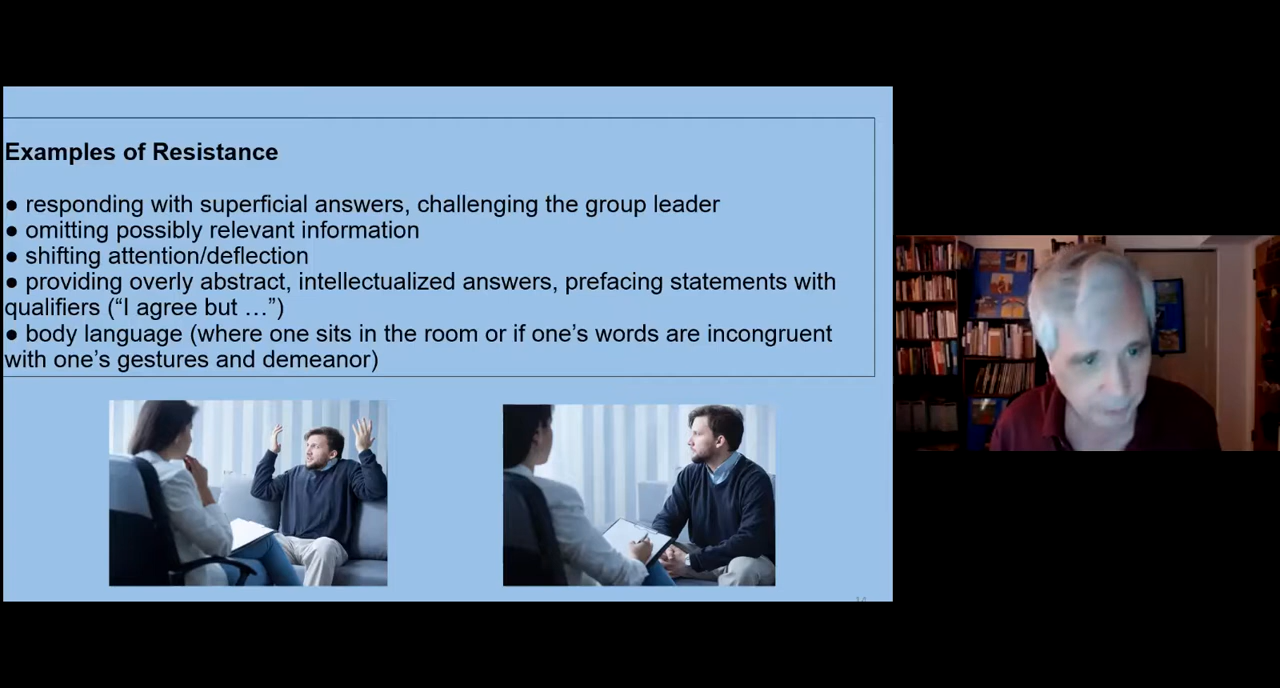 Examples of Resistance
● responding with superficial answers, challenging the group leader
● omitting possibly relevant information
● shifting attention/deflection
● providing overly abstract, intellectualized answers, prefacing statements with
qualifiers (“I agree but …”)
● body language (where one sits in the room or if one’s words are incongruent
with one’s gestures and demeanor)